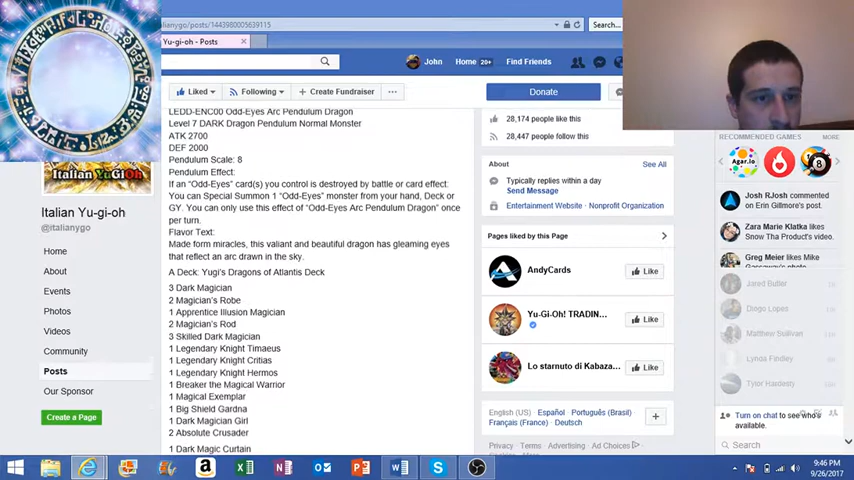 lianygo/posts/1443980005639115
Search...
Yu-gi-oh - Posts
John
Home 20+
Find Friends
Liked
Following
+ Create Fundraiser
...
Donate
LEDD-ENC00 Odd-Eyes Arc Pendulum Dragon
Level 7 DARK Dragon Pendulum Normal Monster
ATK 2700
DEF 2000
Pendulum Scale: 8
Pendulum Effect:
If an "Odd-Eyes" card(s) you control is destroyed by battle or card effect.
You can Special Summon 1 "Odd-Eyes" monster from your hand, Deck or
GY. You can only use this effect of "Odd-Eyes Arc Pendulum Dragon" once
per turn.
Flavor Text:
Made form miracles, this valiant and beautiful dragon has gleaming eyes
that reflect an arc drawn in the sky.
A Deck: Yugi's Dragons of Atlantis Deck
3 Dark Magician
2 Magician's Robe
1 Apprentice Illusion Magician
2 Magician's Rod
3 Skilled Dark Magician
1 Legendary Knight Timaeus
1 Legendary Knight Critias
1 Legendary Knight Hermos
1 Breaker the Magical Warrior
1 Magical Exemplar
1 Big Shield Gardna
1 Dark Magician Girl
2 Absolute Crusader
1 Dark Magic Curtain
Italian YuGiOh
Italian Yu-gi-oh
@italianygo
Home
About
Events
Photos
Videos
Community
Posts
Our Sponsor
Create a Page
28,174 people like this
28,447 people follow this
About
See All
Typically replies within a day
Send Message
Entertainment Website · Nonprofit Organization
Pages liked by this Page
AndyCards
Like
Yu-Gi-Oh! TRADIN...
Like
Lo starnuto di Kabaza...
Like
English (US) · Español · Português (Brasil) ·
Français (France) · Deutsch
+
Privacy · Terms · Advertising · Ad Choices
RECOMMENDED GAMES
MORE
Agar.io
8
Josh RJosh commented
on Erin Gillmore's post.
Zara Marie Klatka likes
Snow Tha Product's video.
Greg Meier likes Mike
Jared Butler
Diogo Lopes
Matthew Sullivan
Lynda Findley
Tyler Hardesty
Turn on chat to see who's
available.
Search
9:46 PM
9/26/2017